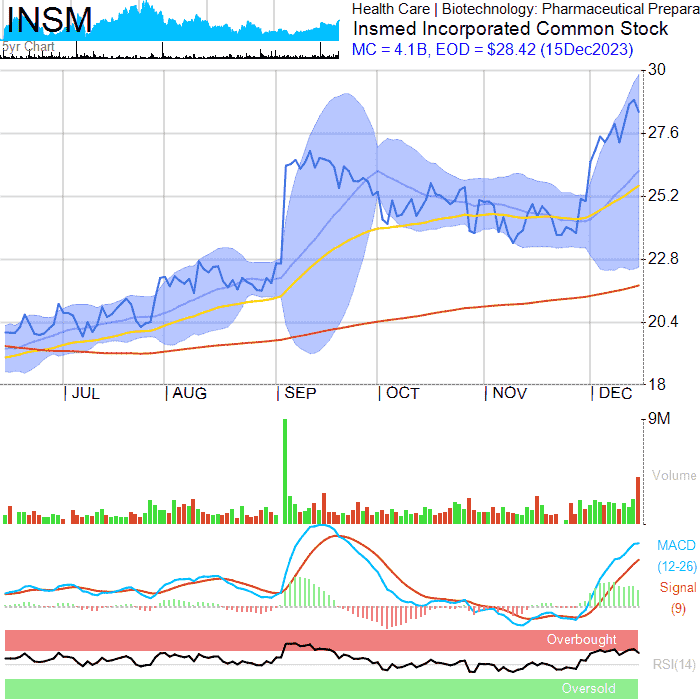 INSM
5yr Chart
Health Care | Biotechnology: Pharmaceutical Prepara
Insmed Incorporated Common Stock
MC = 4.1B, EOD = $28.42 (15Dec2023)
30
27.6
25.2
22.8
20.4
18
| JUL | AUG | SEP | OCT | NOV | DEC
9M
Volume
MACD
(12-26)
Signal
(9)
Overbought
RSI(14)
Oversold